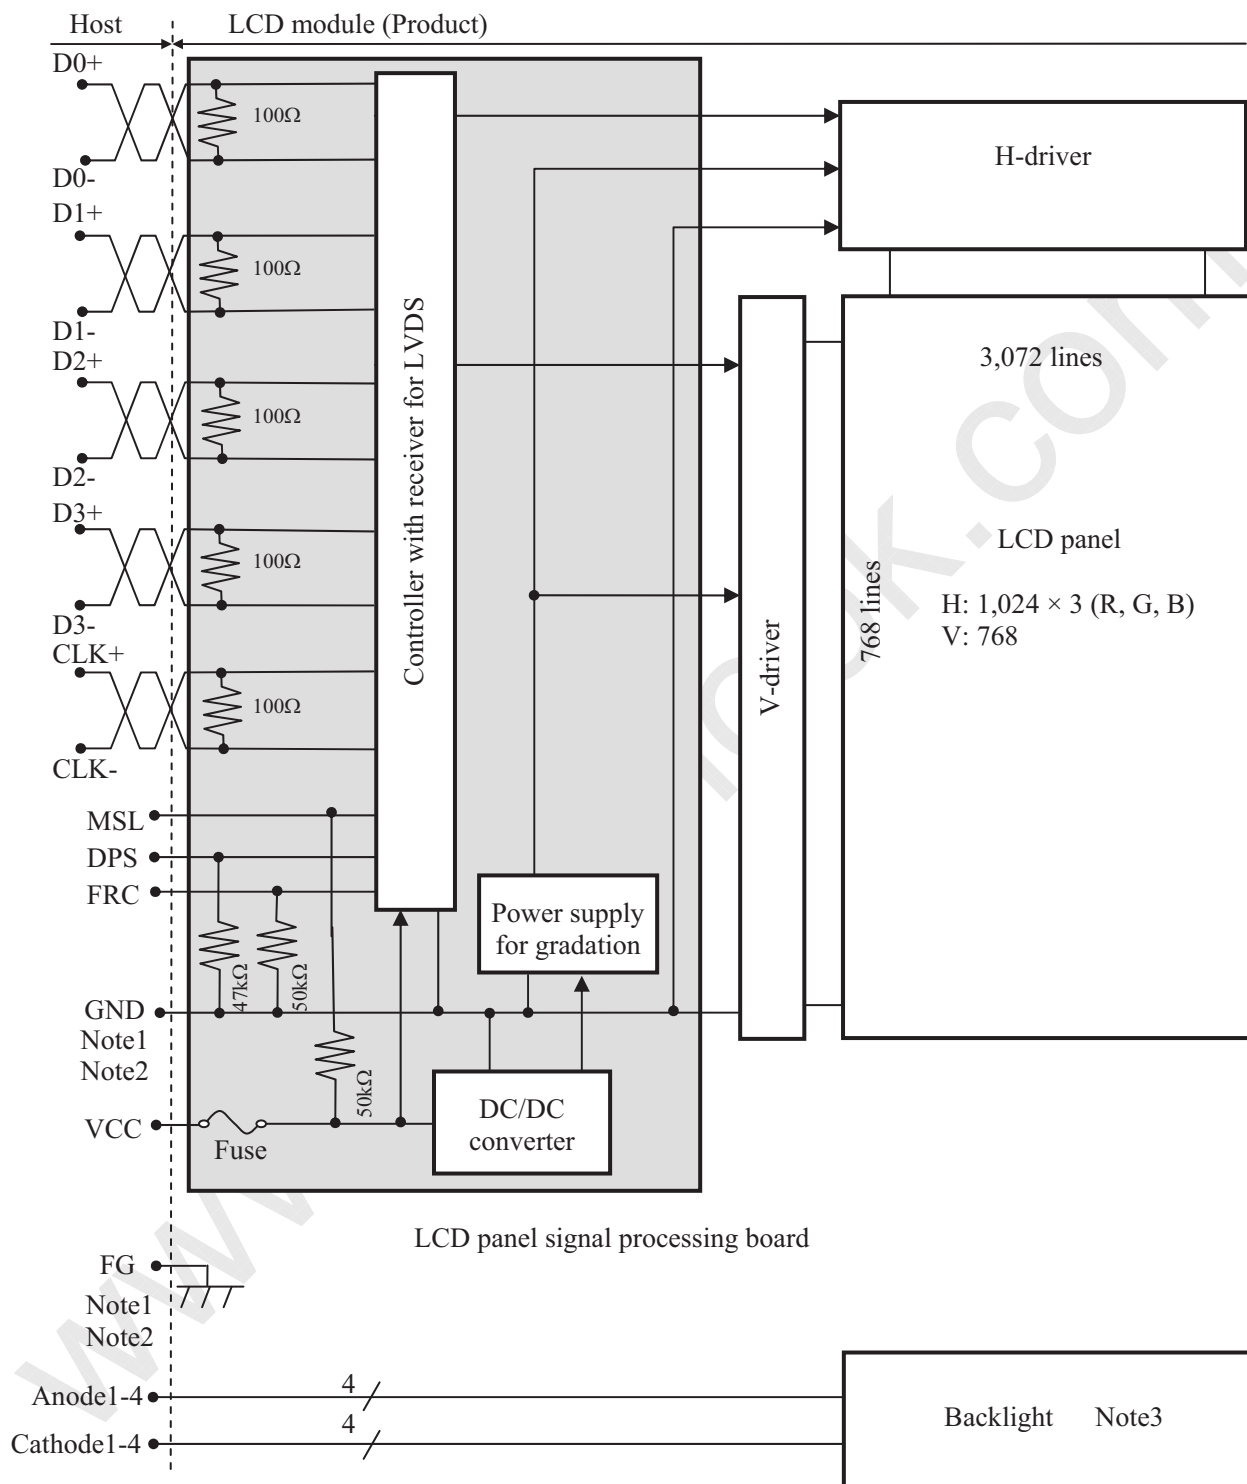 Host
LCD module (Product)
D0+
100Ω
D0-
D1+
100Ω
D1-
D2+
100Ω
D2-
D3+
100Ω
D3-
CLK+
100Ω
CLK-
MSL
DPS
FRC
47kΩ
50kΩ
GND
Note1
Note2
50kΩ
VCC
Fuse
Controller with receiver for LVDS
Power supply
for gradation
DC/DC
converter
H-driver
V-driver
3,072 lines
768 lines
LCD panel
H: 1,024 × 3 (R, G, B)
V: 768
LCD panel signal processing board
FG
Note1
Note2
Anode1-4
4
Cathode1-4
4
Backlight Note3